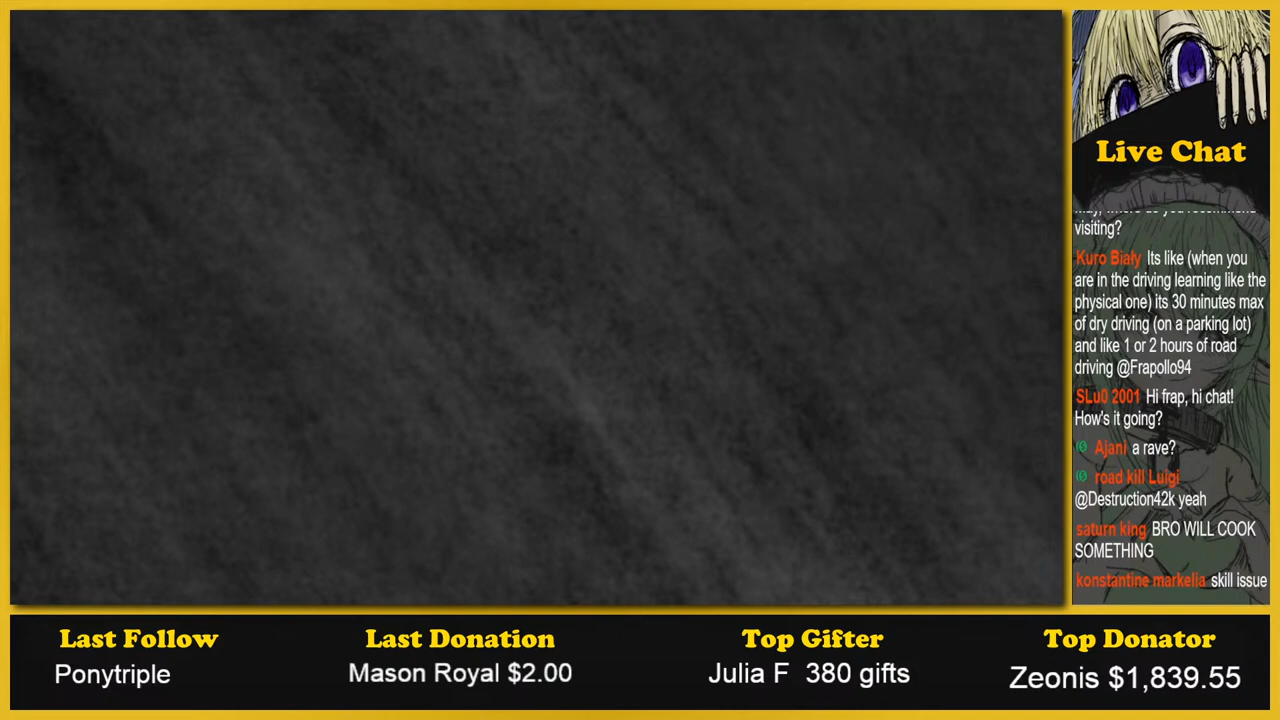 Live Chat
visiting?
Kuro Biały Its like (when you
are in the driving learning like the
physical one) its 30 minutes max
of dry driving (on a parking lot)
and like 1 or 2 hours of road
driving @Frapollo94
SLu0 2001 Hi frap, hi chat!
How's it going?
Ajani a rave?
road kill Luigi
@Destruction42k yeah
saturn king BRO WILL COOK
SOMETHING
konstantine markelia skill issue
Last Follow
Ponytriple
Last Donation
Mason Royal $2.00
Top Gifter
Julia F 380 gifts
Top Donator
Zeonis $1,839.55